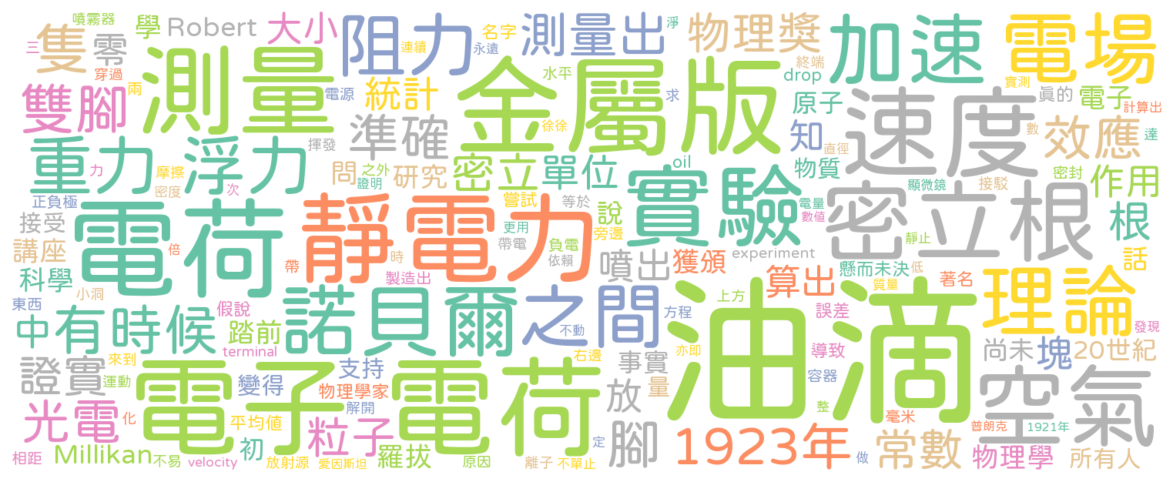 噴霧器 學 Robert 大小 阻力 連續 名字 永遠 測量出 淨 物理獎 終端 加速 實測 電場
三 隻 零 穿過 兩 測量 電源 統計 金屬版 水平 徐徐 求 drop 原子 速度 眞的 電子 計算出
雙腳 揮發 準確 知 直徑 數 效應 達
重力 浮力 力 摩擦 密度 次 之外 證明 問 研究 密立 單位 oil 物質 電量 數值 顯微鏡 接駁 密封 作用
正負極 接受 電荷 靜電力 嘗試 更用 帶電 等於 負電 依賴 說 旁邊 實驗 靜止 密立根 根
講座 倍 帶 時 噴出 獲頒 experiment 懸而未決 質量 低 著名 話
科學 小洞 製造出 算出 理論 發現
東西 中 有時候 假說 踏前 terminal 諾貝爾 之間 不動 方程 上方 油滴 誤差 尚未 塊 20世紀
證實 來到 運動 變得 支持 物理學家 解開 電子 電荷 右邊 事實 量 亦即 導致 容器 整 毫米 普朗克 1921年 空氣
光電 化 平均値 初 粒子 羅拔 原因 放 腳 定 1923年 做 常數 物理學 所有人
相距 Millikan 不易 velocity 放射源 愛因斯坦 離子 不單止